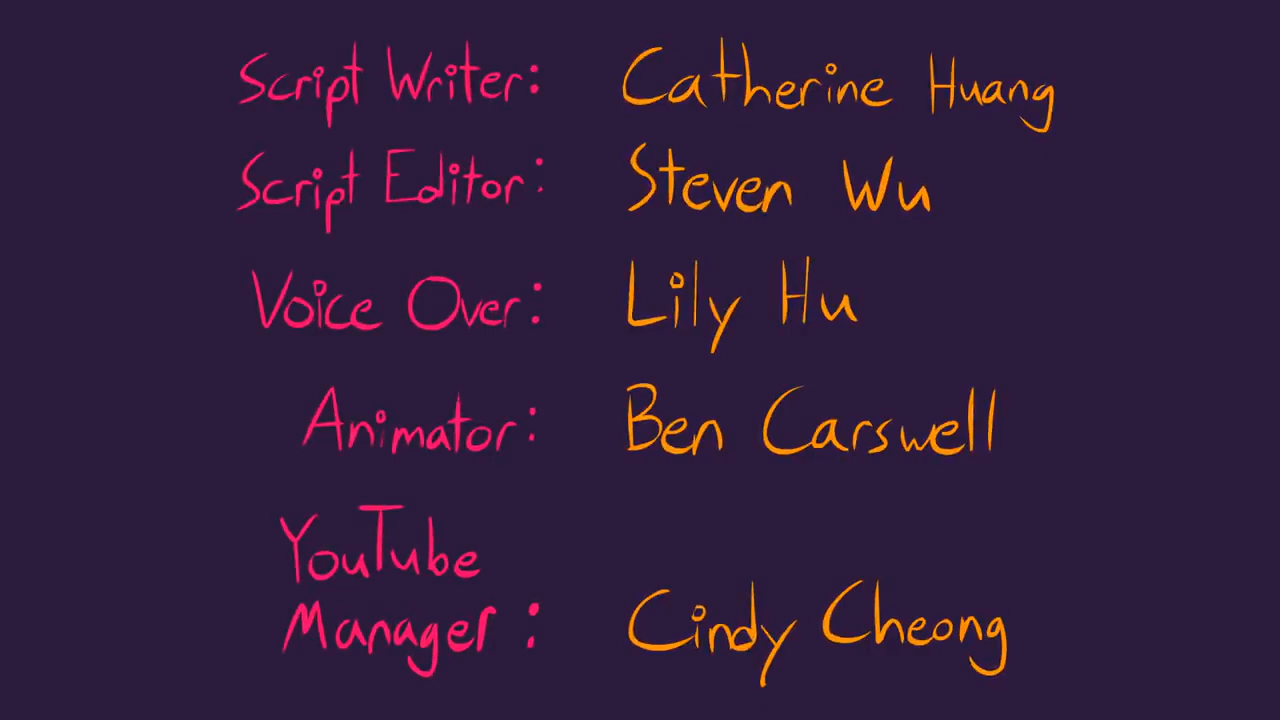 Script Writer: Catherine Huang
Script Editor: Steven Wu
Voice Over: Lily Hu
Animator: Ben Carswell
YouTube
Manager: Cindy Cheong